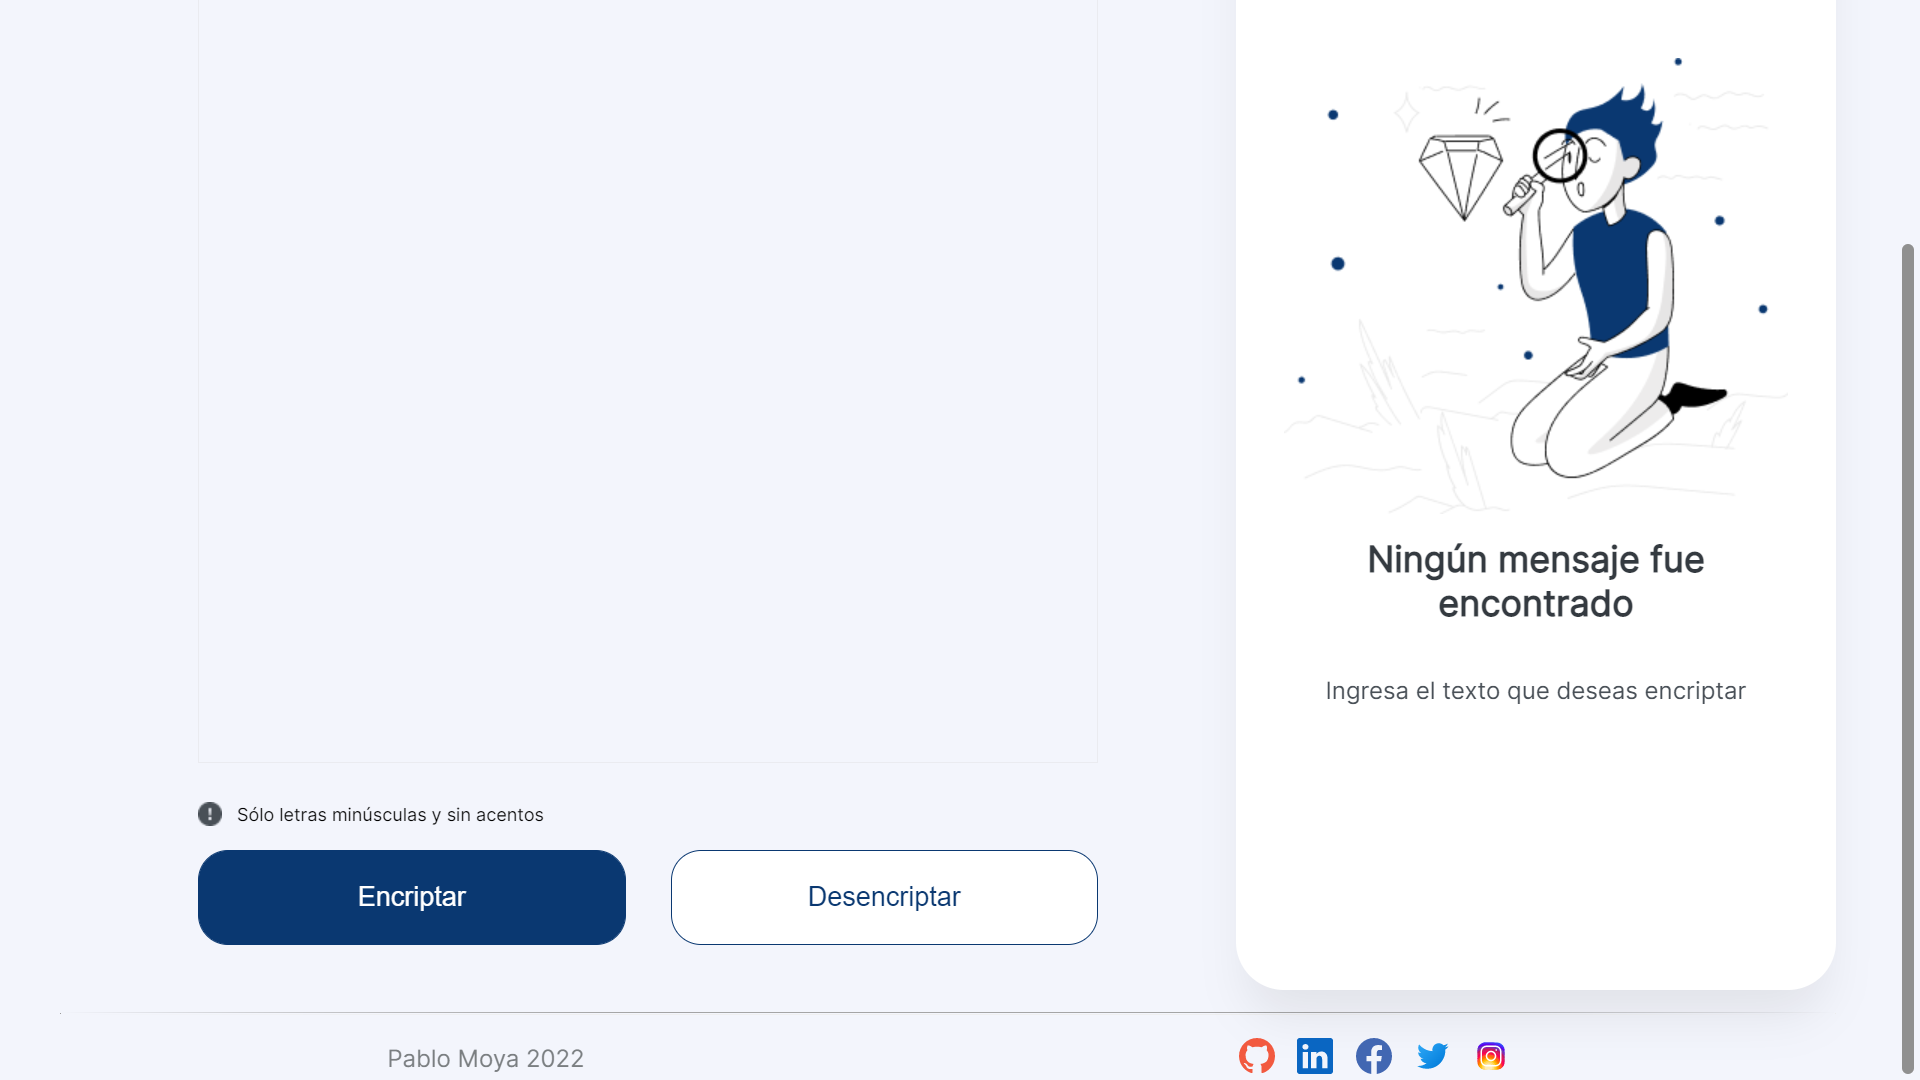 Ningún mensaje fue
encontrado
Ingresa el texto que deseas encriptar
Sólo letras minúsculas y sin acentos
Encriptar
Desencriptar
Pablo Moya 2022